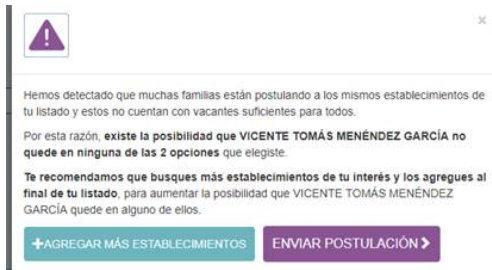 ×
!
Hemos detectado que muchas familias están postulando a los mismos establecimientos de
tu listado y estos no cuentan con vacantes suficientes para todos.
Por esta razón, existe la posibilidad que VICENTE TOMÁS MENÉNDEZ GARCÍA no
quede en ninguna de las 2 opciones que elegiste.
Te recomendamos que busques más establecimientos de tu interés y los agregues al
final de tu listado, para aumentar la posibilidad que VICENTE TOMÁS MENÉNDEZ
GARCÍA quede en alguno de ellos.
+AGREGAR MÁS ESTABLECIMIENTOS ENVIAR POSTULACIÓN >